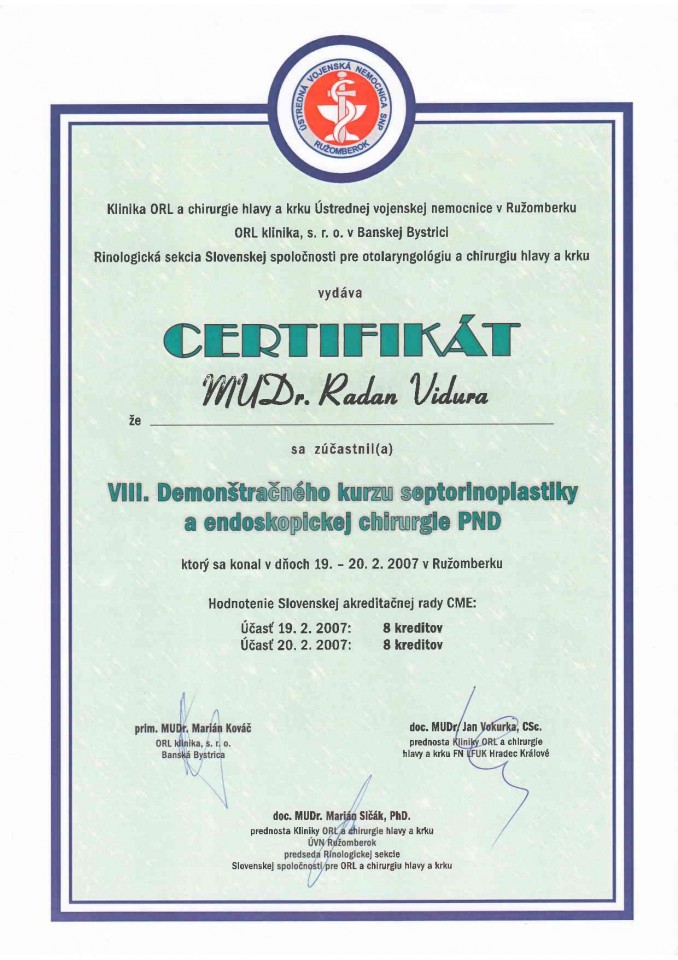 ÚSTREDNÁ VOJENSKÁ NEMOCNICA SNP
RUŽOMBEROK
Klinika ORL a chirurgie hlavy a krku Ústrednej vojenskej nemocnice v Ružomberku
ORL klinika, s. r. o. v Banskej Bystrici
Rinologická sekcia Slovenskej spoločnosti pre otolaryngológiu a chirurgiu hlavy a krku
vydáva
CERTIFIKÁT
MUDr. Radan Vidura
že
sa zúčastnil(a)
VIII. Demonštračného kurzu septorinoplastiky
a endoskopickej chirurgie PND
ktorý sa konal v dňoch 19. – 20. 2. 2007 v Ružomberku
Hodnotenie Slovenskej akreditačnej rady CME:
Účasť 19. 2. 2007: 8 kreditov
Účasť 20. 2. 2007: 8 kreditov
prim. MUDr. Marián Kováč
ORL klinika, s. r. o.
Banská Bystrica
doc. MUDr. Jan Vokurka, CSc.
prednosta Kliniky ORL a chirurgie
hlavy a krku FN LFUK Hradec Králové
doc. MUDr. Marián Sičák, PhD.
prednosta Kliniky ORL a chirurgie hlavy a krku
ÚVN Ružomberok
predseda Rinologickej sekcie
Slovenskej spoločnosti pre ORL a chirurgiu hlavy a krku